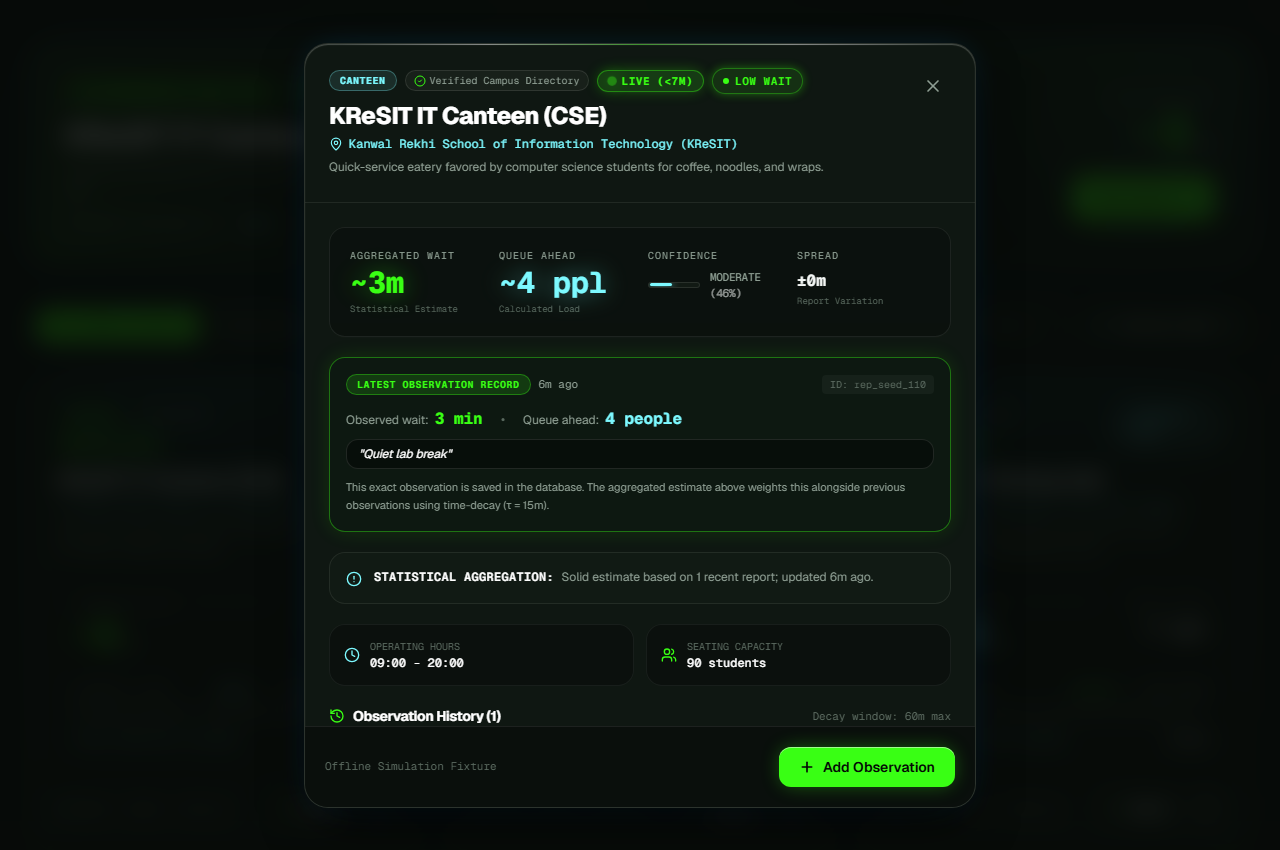 CANTEEN
Verified Campus Directory
LIVE (<7M)
LOW WAIT
KReSIT IT Canteen (CSE)
Kanwal Rekhi School of Information Technology (KReSIT)
Quick-service eatery favored by computer science students for coffee, noodles, and wraps.
AGGREGATED WAIT
~3m
Statistical Estimate
QUEUE AHEAD
~4 ppl
Calculated Load
CONFIDENCE
MODERATE
(46%)
SPREAD
±0m
Report Variation
LATEST OBSERVATION RECORD 6m ago
ID: rep_seed_110
Observed wait: 3 min • Queue ahead: 4 people
"Quiet lab break"
This exact observation is saved in the database. The aggregated estimate above weights this alongside previous
observations using time-decay (τ = 15m).
STATISTICAL AGGREGATION: Solid estimate based on 1 recent report; updated 6m ago.
OPERATING HOURS
09:00 – 20:00
SEATING CAPACITY
90 students
Observation History (1)
Decay window: 60m max
Offline Simulation Fixture
+ Add Observation